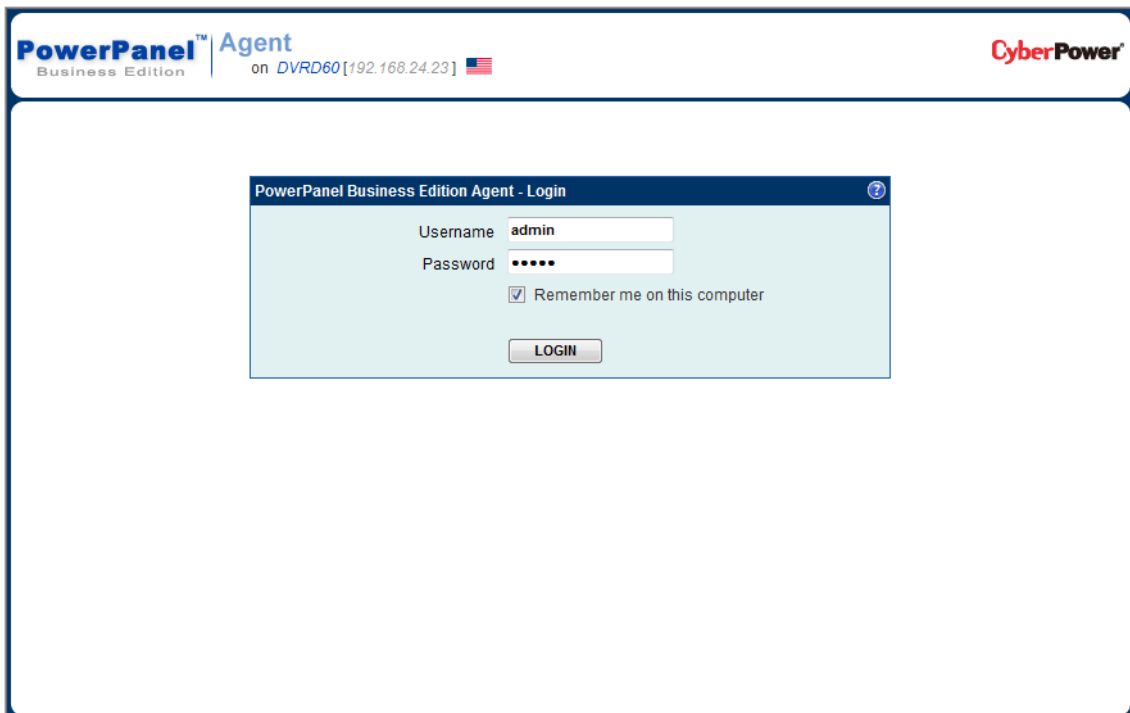 PowerPanel™ Agent
Business Edition
on DVRD60 [192.168.24.23]
CyberPower®
PowerPanel Business Edition Agent - Login ?
Username admin
Password •••••
Remember me on this computer
LOGIN